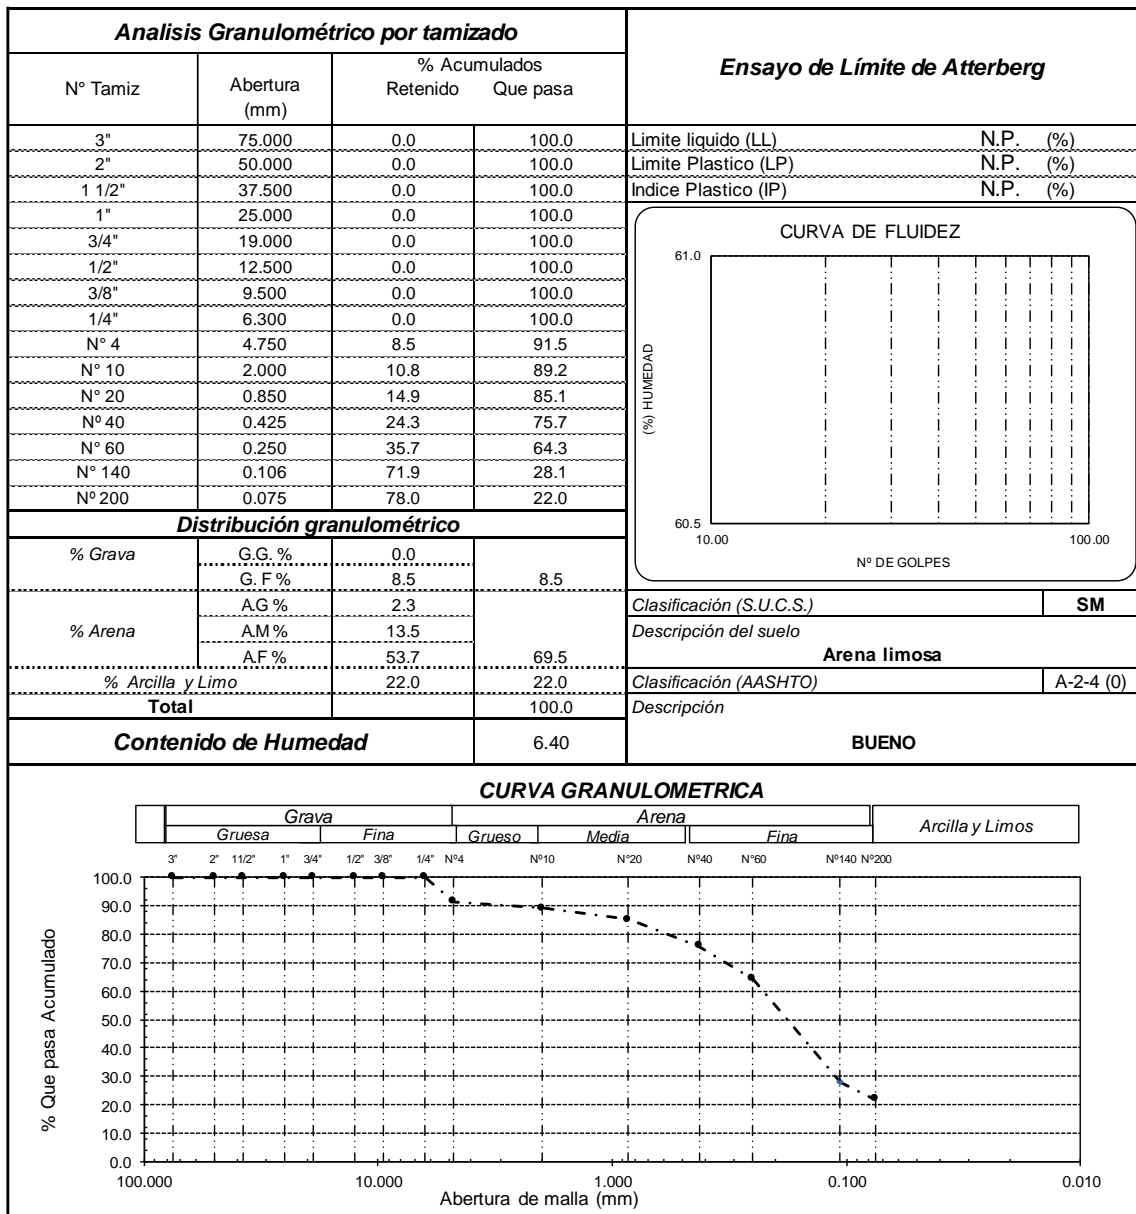 Analisis Granulométrico por tamizado
Ensayo de Límite de Atterberg
N° Tamiz Abertura (mm) % Acumulados
Retenido Que pasa
3" 75.000 0.0 100.0 Limite liquido (LL) N.P. (%)
2" 50.000 0.0 100.0 Limite Plastico (LP) N.P. (%)
1 1/2" 37.500 0.0 100.0 Indice Plastico (IP) N.P. (%)
1" 25.000 0.0 100.0
3/4" 19.000 0.0 100.0
1/2" 12.500 0.0 100.0
3/8" 9.500 0.0 100.0
1/4" 6.300 0.0 100.0
N° 4 4.750 8.5 91.5
N° 10 2.000 10.8 89.2
N° 20 0.850 14.9 85.1
Nº 40 0.425 24.3 75.7
N° 60 0.250 35.7 64.3
N° 140 0.106 71.9 28.1
Nº 200 0.075 78.0 22.0
CURVA DE FLUIDEZ
61.0
(%) HUMEDAD
60.5
10.00 100.00
Nº DE GOLPES
Distribución granulométrico
% Grava G.G. % 0.0
G. F % 8.5 8.5
A.G % 2.3
% Arena A.M % 13.5
A.F % 53.7 69.5
% Arcilla y Limo 22.0 22.0
Total 100.0
Contenido de Humedad 6.40
Clasificación (S.U.C.S.) SM
Descripción del suelo
Arena limosa
Clasificación (AASHTO) A-2-4 (0)
Descripción
BUENO
CURVA GRANULOMETRICA
Grava Arena Arcilla y Limos
Gruesa Fina Grueso Media Fina
3" 2" 11/2" 1" 3/4" 1/2" 3/8" 1/4" Nº4 Nº10 N°20 Nº40 N°60 Nº140 Nº200
100.0
90.0
80.0
70.0
60.0
50.0
40.0
30.0
20.0
10.0
0.0
% Que pasa Acumulado
100.000 10.000 1.000 0.100 0.010
Abertura de malla (mm)